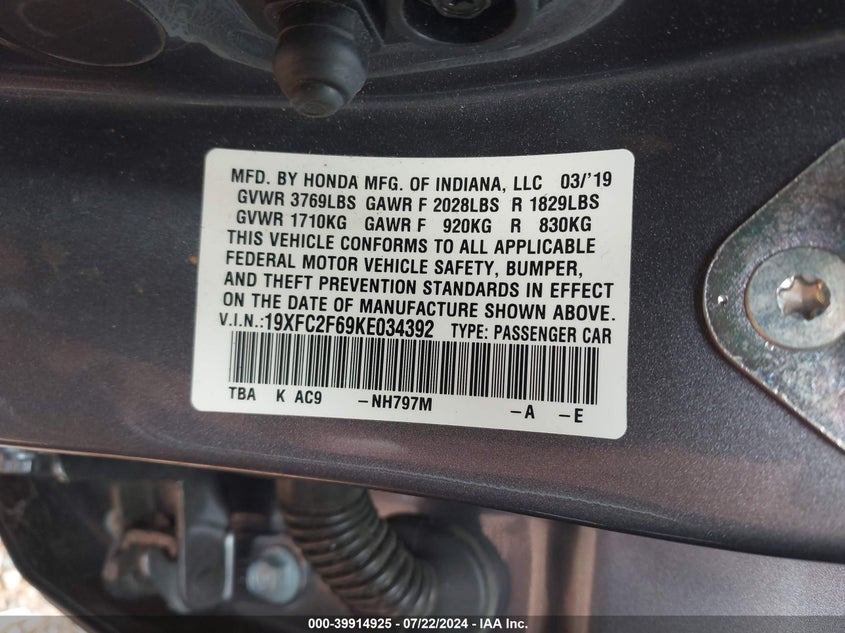 MFD. BY HONDA MFG. OF INDIANA, LLC 03/'19
GVWR 3769LBS GAWR F 2028LBS R 1829LBS
GVWR 1710KG GAWR F 920KG R 830KG
THIS VEHICLE CONFORMS TO ALL APPLICABLE
FEDERAL MOTOR VEHICLE SAFETY, BUMPER,
AND THEFT PREVENTION STANDARDS IN EFFECT
ON THE DATE OF MANUFACTURE SHOWN ABOVE.
V.I.N.:19XFC2F69KE034392 TYPE: PASSENGER CAR
TBA K AC9 -NH797M -A -E
000-39914925 / 07/22/2024 - IAA Inc.